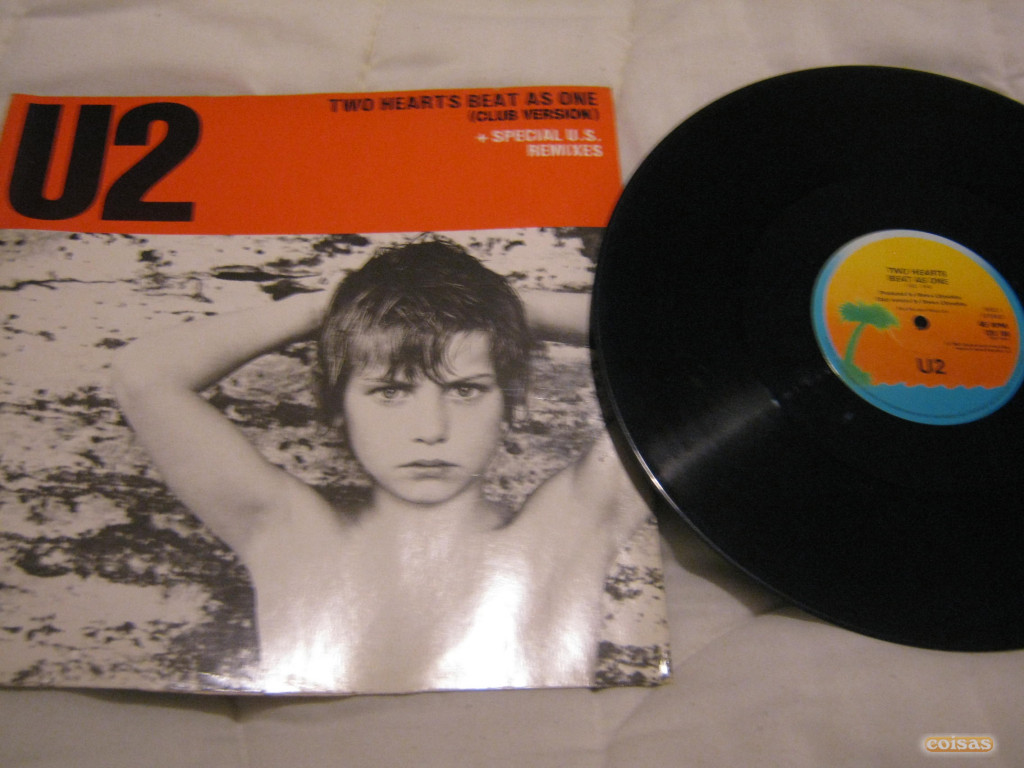 U2
TWO HEARTS BEAT AS ONE
(CLUB VERSION)
+ SPECIAL U.S.
REMIXES
TWO HEARTS
BEAT AS ONE
U2
coisas